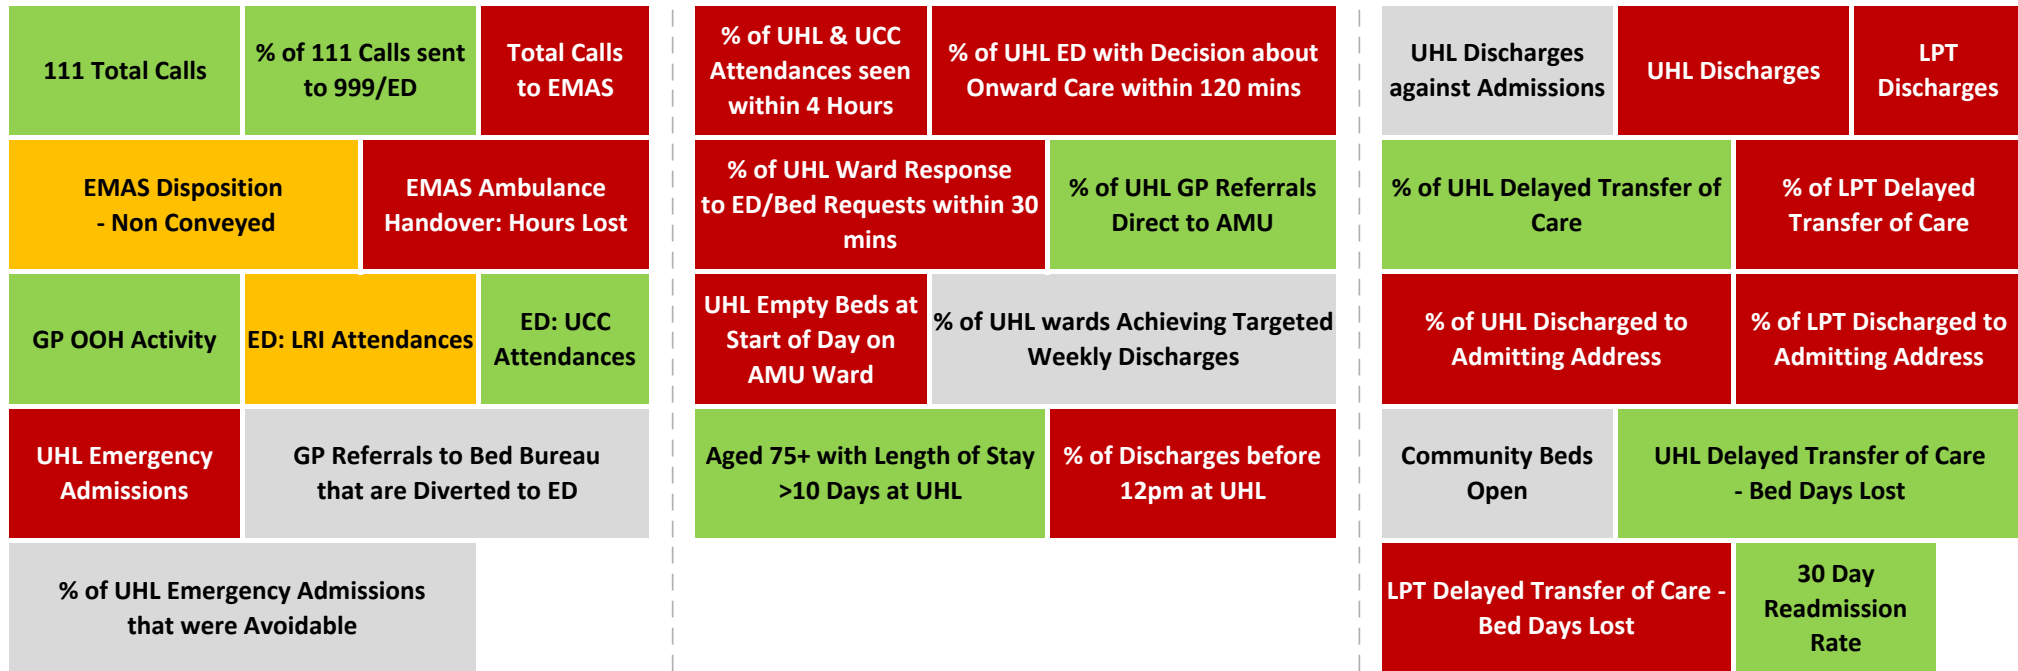 111 Total Calls
% of 111 Calls sent
to 999/ED
Total Calls
to EMAS
EMAS Disposition
- Non Conveyed
EMAS Ambulance
Handover: Hours Lost
GP OOH Activity
ED: LRI Attendances
ED: UCC
Attendances
UHL Emergency
Admissions
GP Referrals to Bed Bureau
that are Diverted to ED
% of UHL Emergency Admissions
that were Avoidable
% of UHL & UCC
Attendances seen
within 4 Hours
% of UHL ED with Decision about
Onward Care within 120 mins
% of UHL Ward Response
to ED/Bed Requests within 30
mins
% of UHL GP Referrals
Direct to AMU
UHL Empty Beds at
Start of Day on
AMU Ward
% of UHL wards Achieving Targeted
Weekly Discharges
Aged 75+ with Length of Stay
>10 Days at UHL
% of Discharges before
12pm at UHL
UHL Discharges
against Admissions
UHL Discharges
LPT
Discharges
% of UHL Delayed Transfer of
Care
% of LPT Delayed
Transfer of Care
% of UHL Discharged to
Admitting Address
% of LPT Discharged to
Admitting Address
Community Beds
Open
UHL Delayed Transfer of Care
- Bed Days Lost
LPT Delayed Transfer of Care -
Bed Days Lost
30 Day
Readmission
Rate